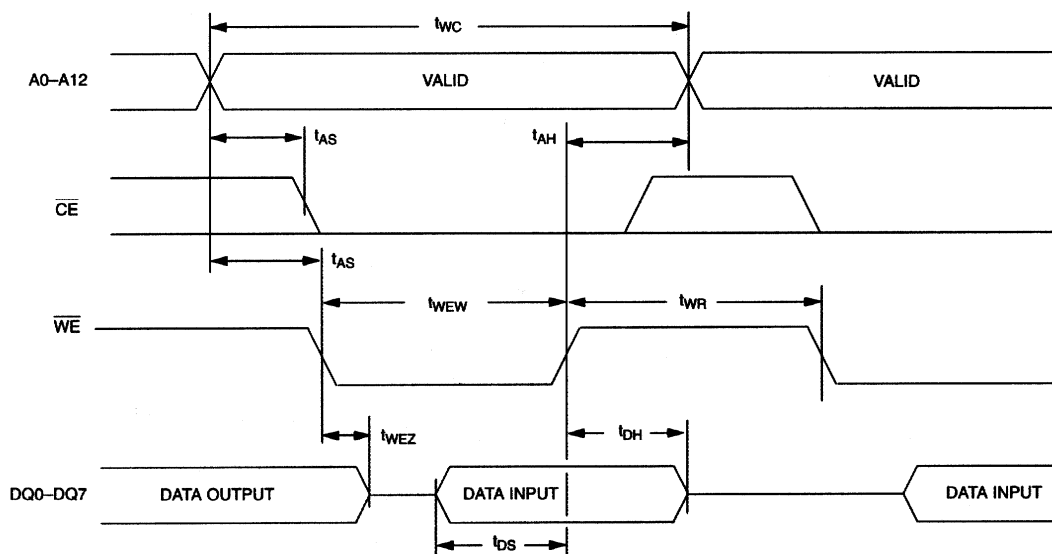 tWC
A0–A12 VALID VALID
tAS tAH
CE
tAS
tWEW tWR
WE
tWEZ tDH
DQ0–DQ7 DATA OUTPUT DATA INPUT DATA INPUT
tDS